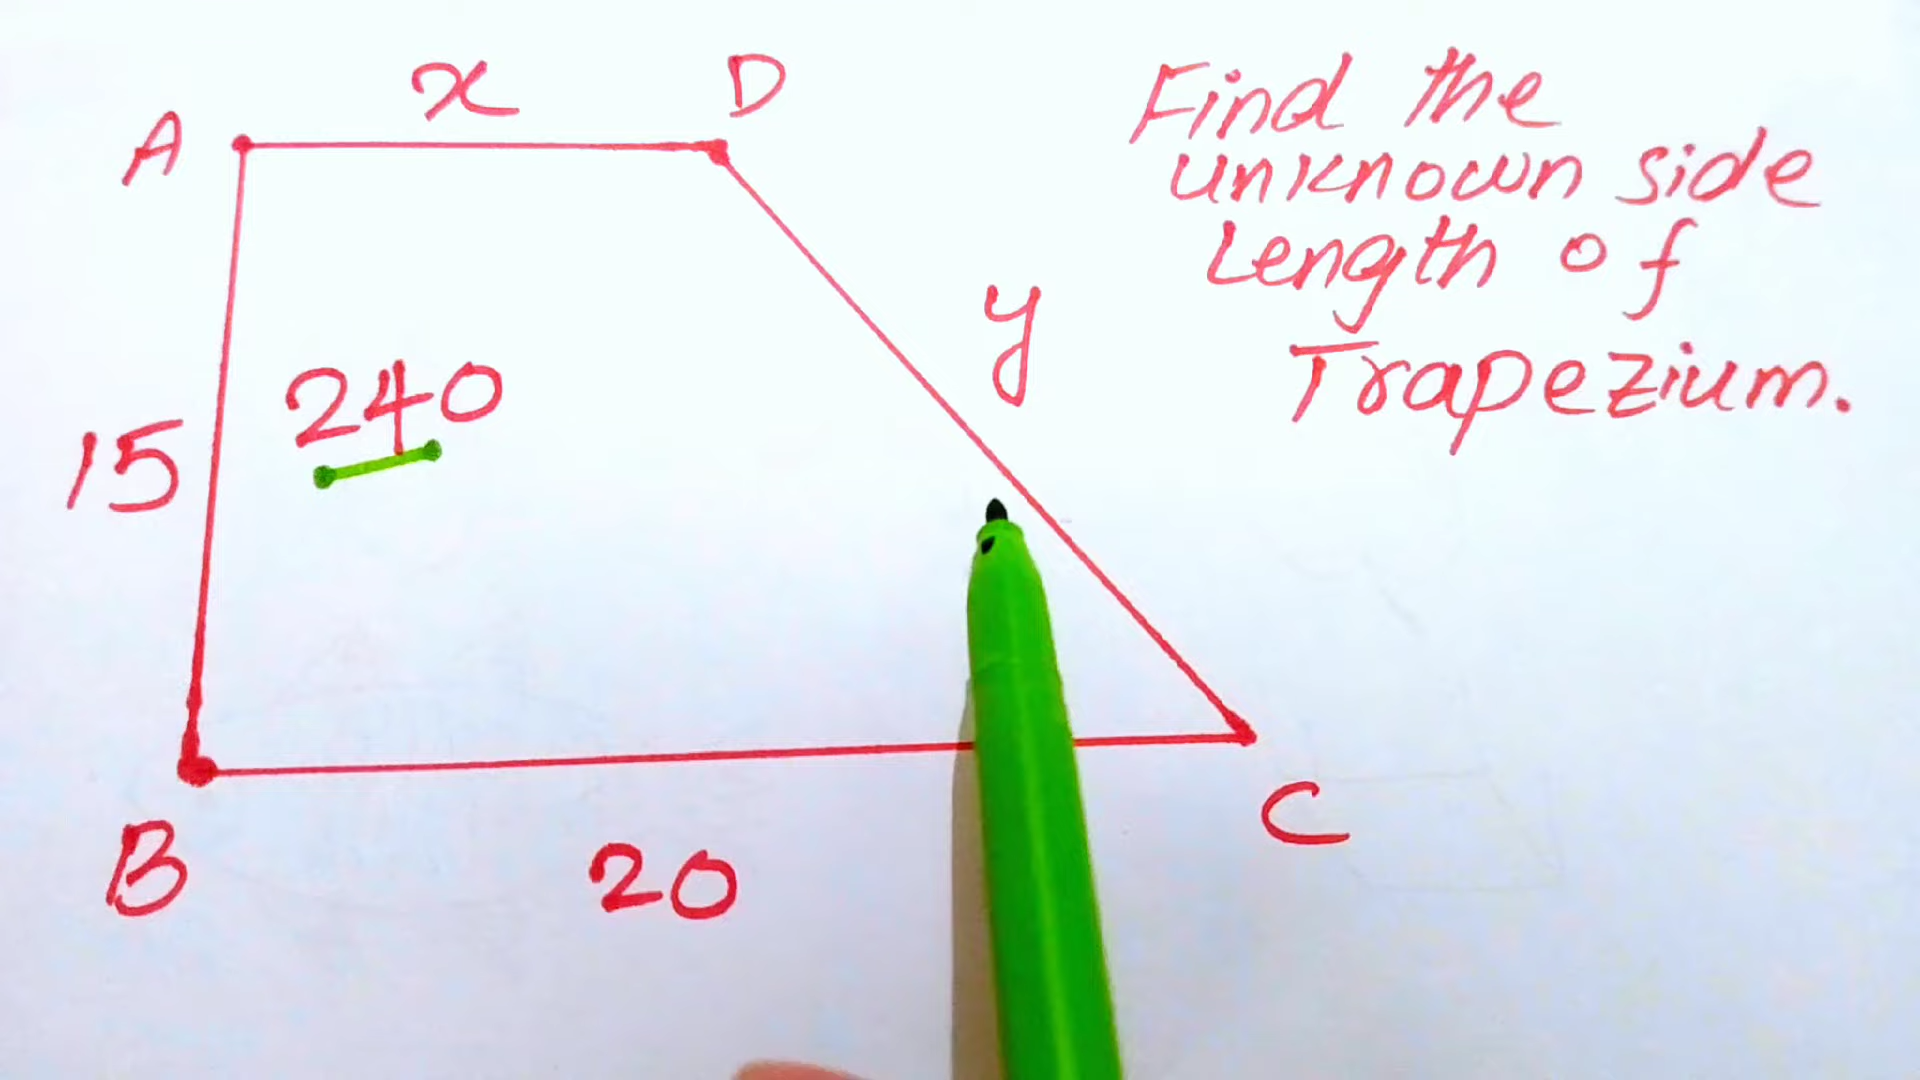 x
D
A
Find the
unknown side
Length of
Trapezium.
y
240
15
B
20
C